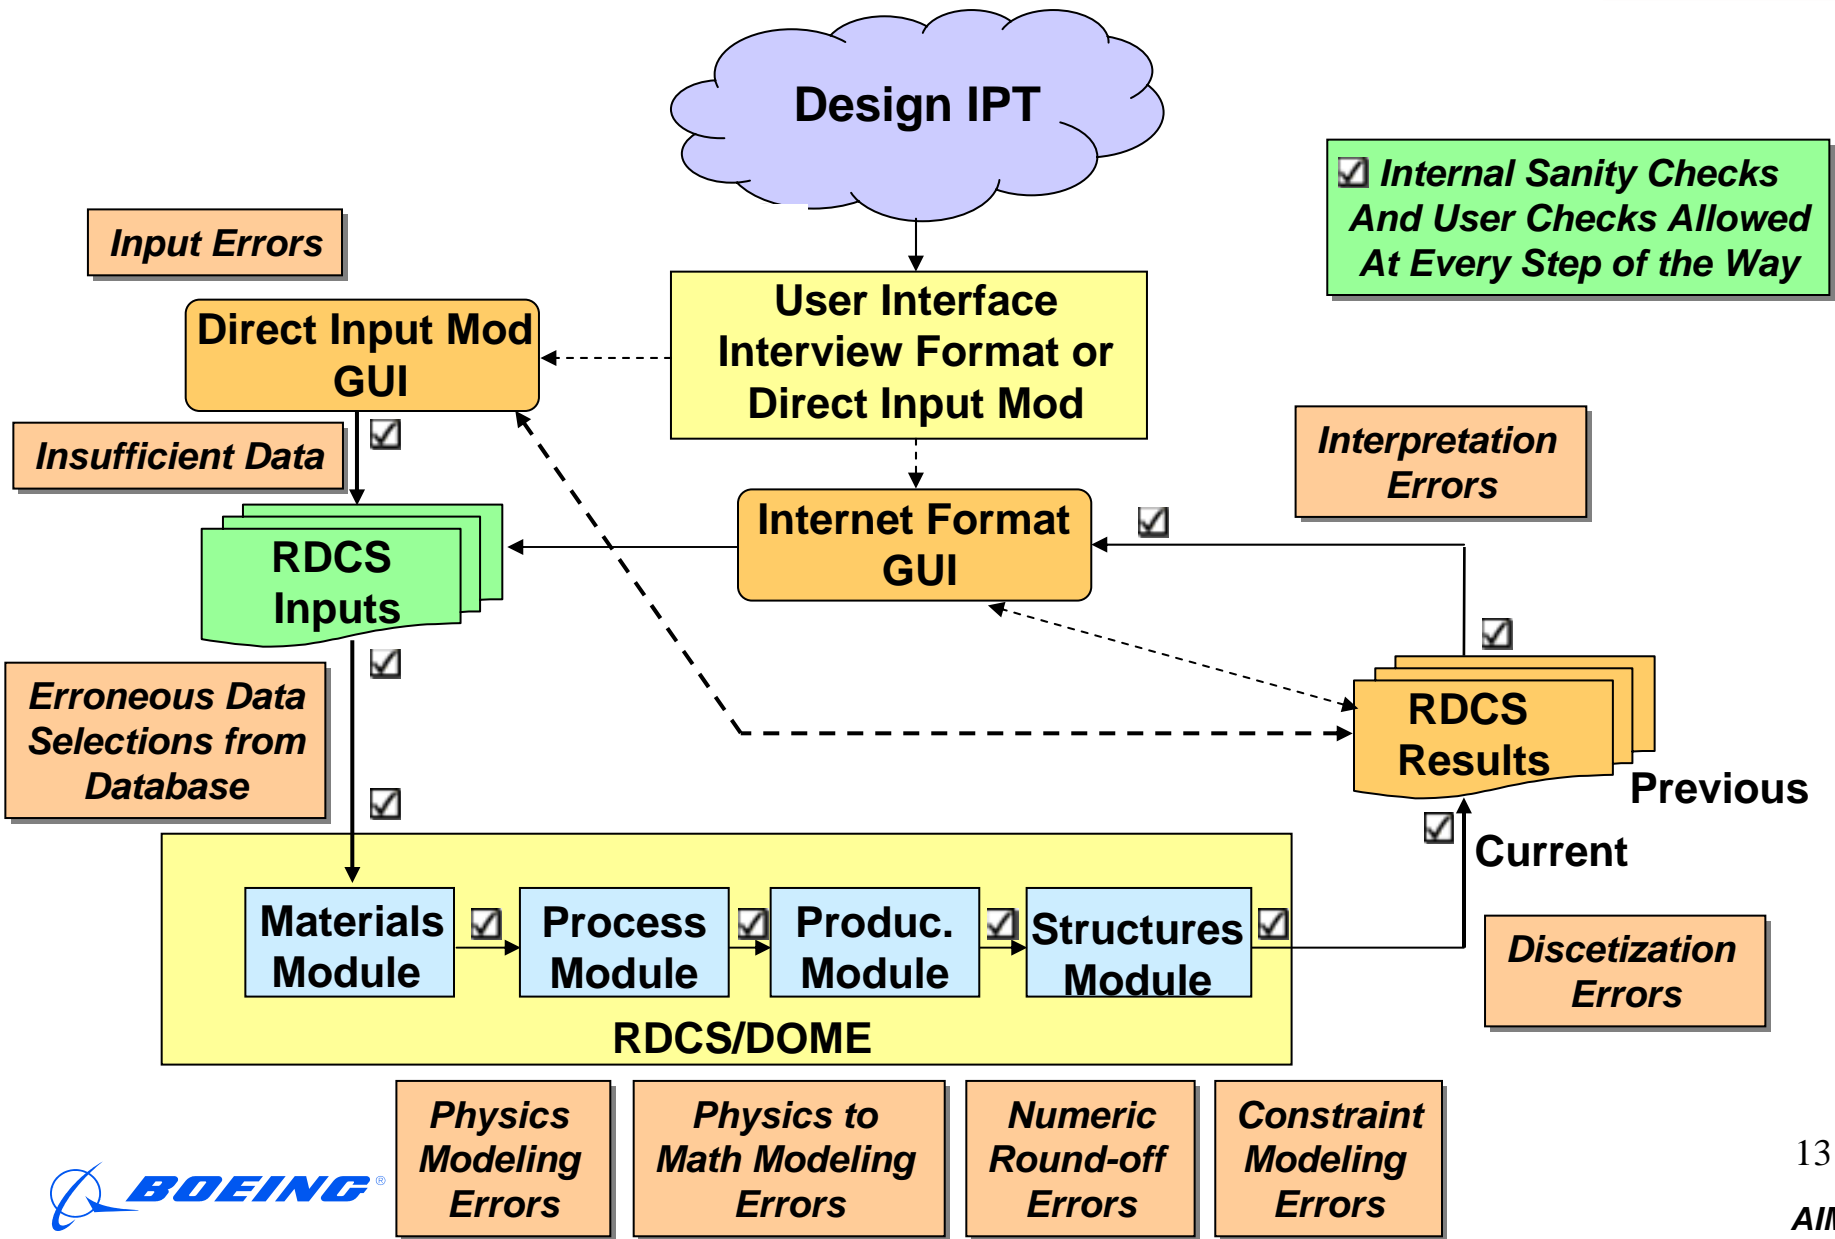 Design IPT
Internal Sanity Checks
And User Checks Allowed
At Every Step of the Way
Input Errors
User Interface
Interview Format or
Direct Input Mod
Direct Input Mod
GUI
Insufficient Data
Interpretation
Errors
Internet Format
GUI
RDCS
Inputs
Erroneous Data
Selections from
Database
RDCS
Results
Previous
Current
Materials
Module
Process
Module
Produc.
Module
Structures
Module
RDCS/DOME
Discetization
Errors
Physics
Modeling
Errors
Physics to
Math Modeling
Errors
Numeric
Round-off
Errors
Constraint
Modeling
Errors
BOEING®
13